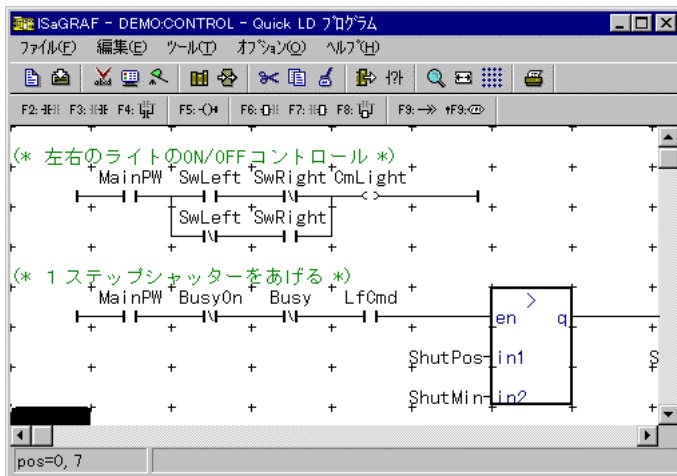 ISaGRAF - DEMO:CONTROL - Quick LD プログラム
ファイル(F) 編集(E) ツール(T) オプション(O) ヘルプ(H)
F2: F3: F4: F5: F6: F7: F8: F9: ↑F9:
(* 左右のライトのON/OFFコントロール *)
MainPW SwLeft SwRight CmLight
SwLeft SwRight
(* 1 ステップシャッターをあげる *)
MainPW BusyOn Busy LfCmd
>
en q
ShutPos in1 S
ShutMin in2
pos=0, 7